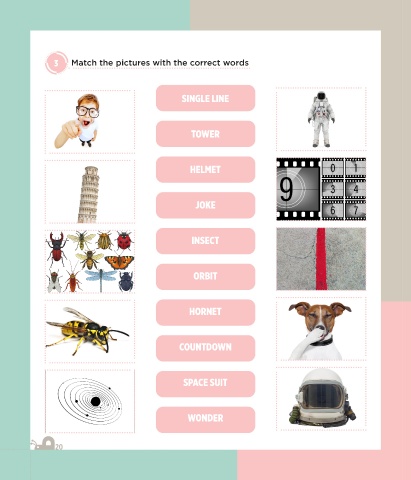 3 Match the pictures with the correct words
SINGLE LINE
TOWER
HELMET
JOKE
INSECT
ORBIT
HORNET
COUNTDOWN
SPACE SUIT
WONDER
9
0 1
3 4
6 7
20